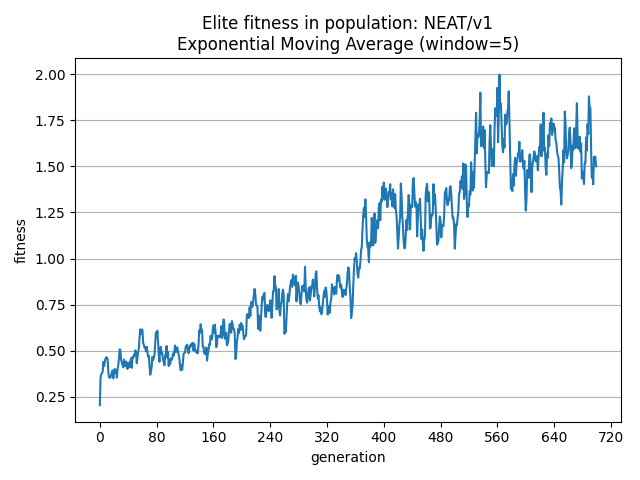 Elite fitness in population: NEAT/v1
Exponential Moving Average (window=5)
2.00
1.75
1.50
1.25
1.00
0.75
0.50
0.25
fitness
0 80 160 240 320 400 480 560 640 720
generation